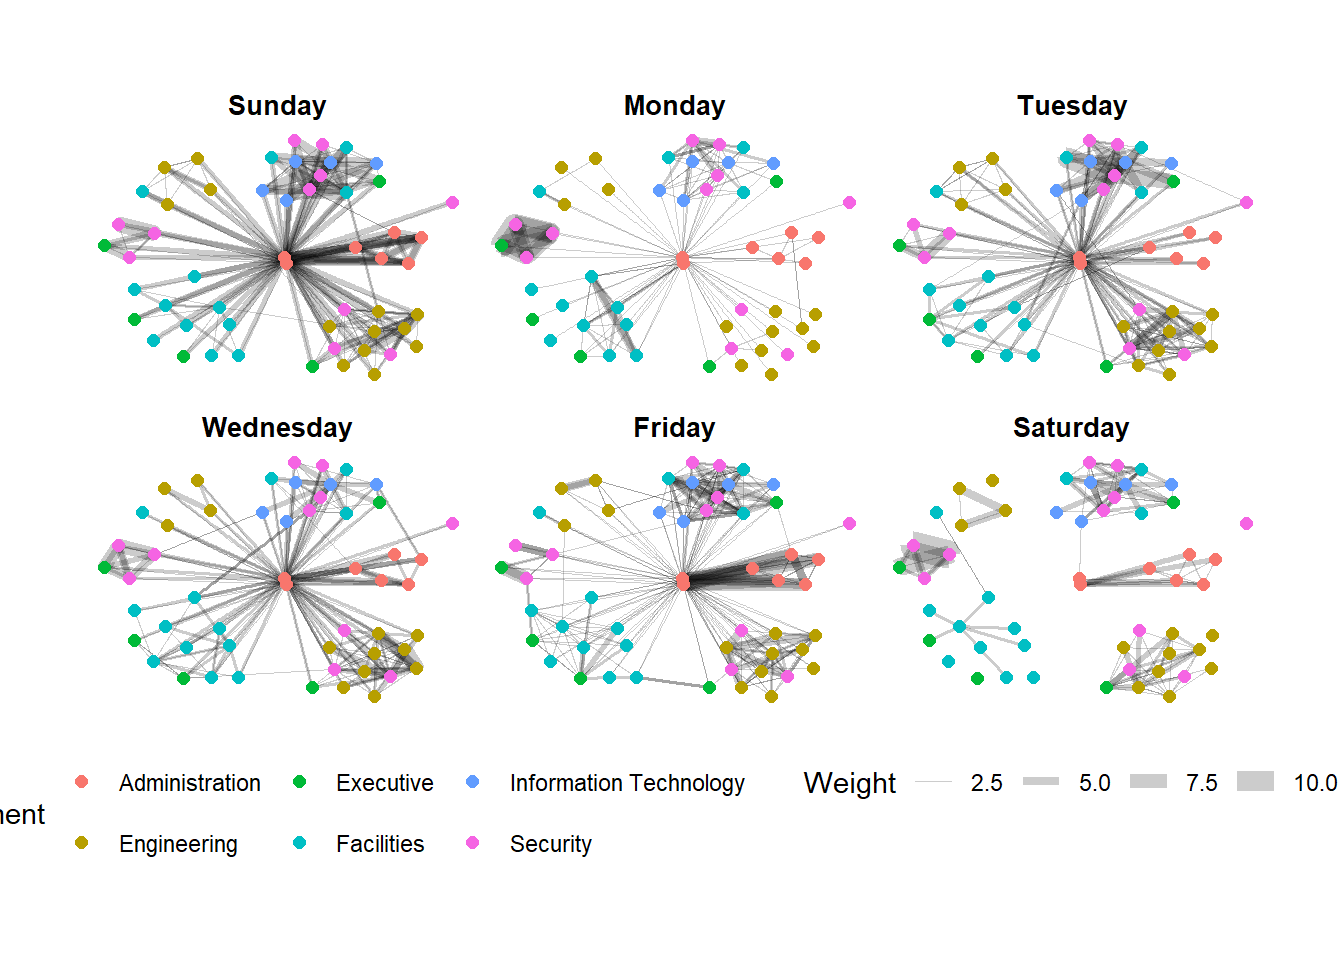 Sunday
Monday
Tuesday
Wednesday
Friday
Saturday
Administration Executive Information Technology Weight 2.5 5.0 7.5 10.0
Engineering Facilities Security